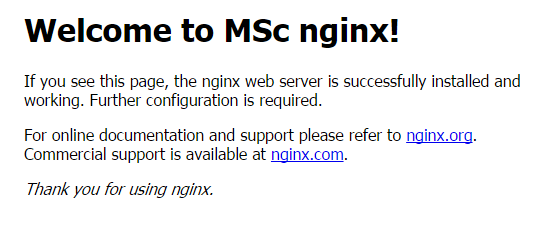 Welcome to MSc nginx!
If you see this page, the nginx web server is successfully installed and
working. Further configuration is required.
For online documentation and support please refer to nginx.org.
Commercial support is available at nginx.com.
Thank you for using nginx.